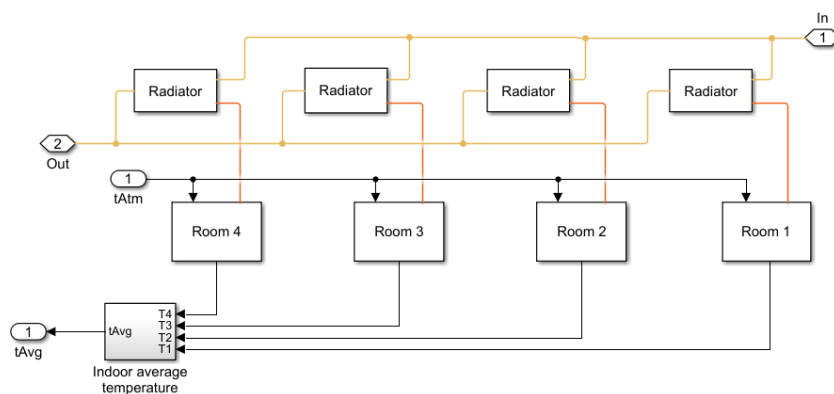 In
1
Radiator
Radiator
Radiator
Radiator
2
Out
1
tAtm
Room 4
Room 3
Room 2
Room 1
T4
T3
T2
T1
tAvg
1
tAvg
Indoor average
temperature